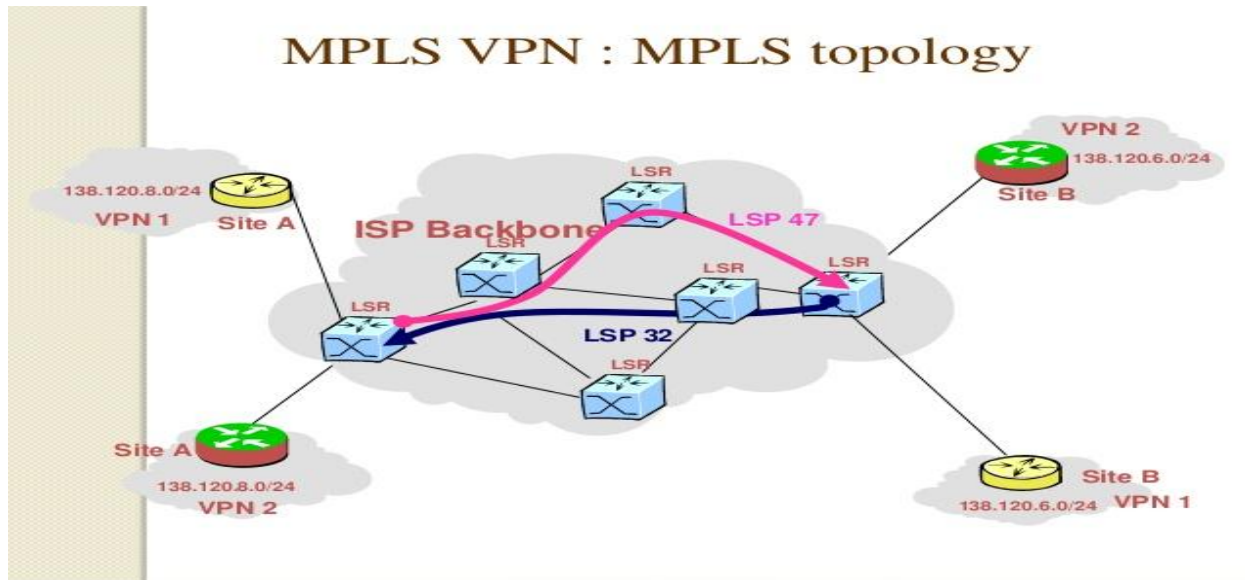 MPLS VPN : MPLS topology
VPN 2
138.120.6.0/24
Site B
LSR
138.120.8.0/24
VPN 1
Site A
LSP 47
ISP Backbone
LSR
LSR
LSR
LSR
LSP 32
LSR
Site A
138.120.8.0/24
VPN 2
Site B
138.120.6.0/24
VPN 1